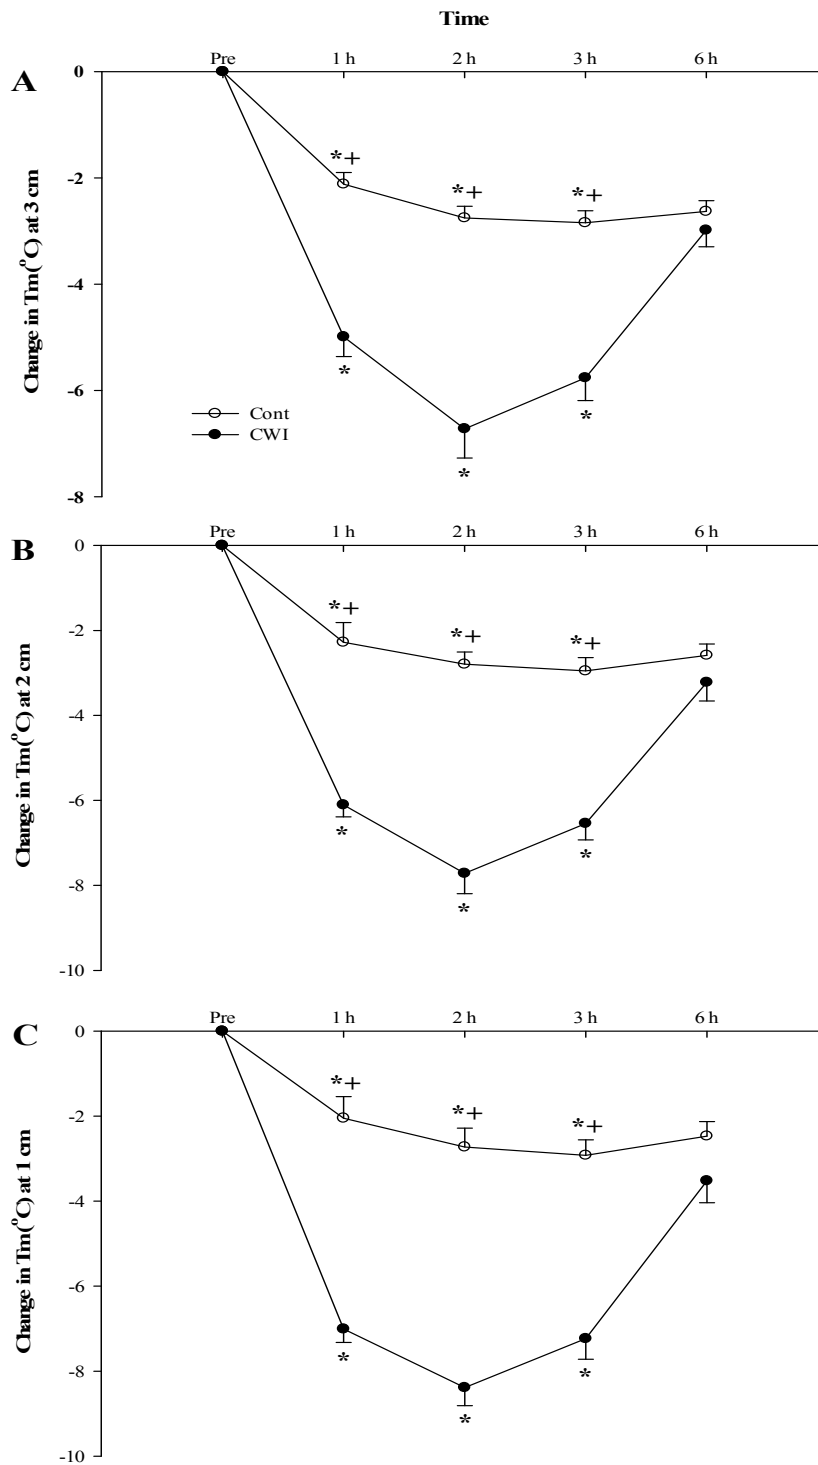 Time
Pre 1 h 2 h 3 h 6 h
A
0
*+ *+ *+
-2
-4
-6
-8
Change in Tm(°C) at 3 cm
* * *
Cont
CWI
Pre 1 h 2 h 3 h 6 h
B
0
*+ *+ *+
-2
-4
-6
-8
-10
Change in Tm(°C) at 2 cm
* * *
Pre 1 h 2 h 3 h 6 h
C
0
*+ *+ *+
-2
-4
-6
-8
-10
Change in Tm(°C) at 1 cm
* * *